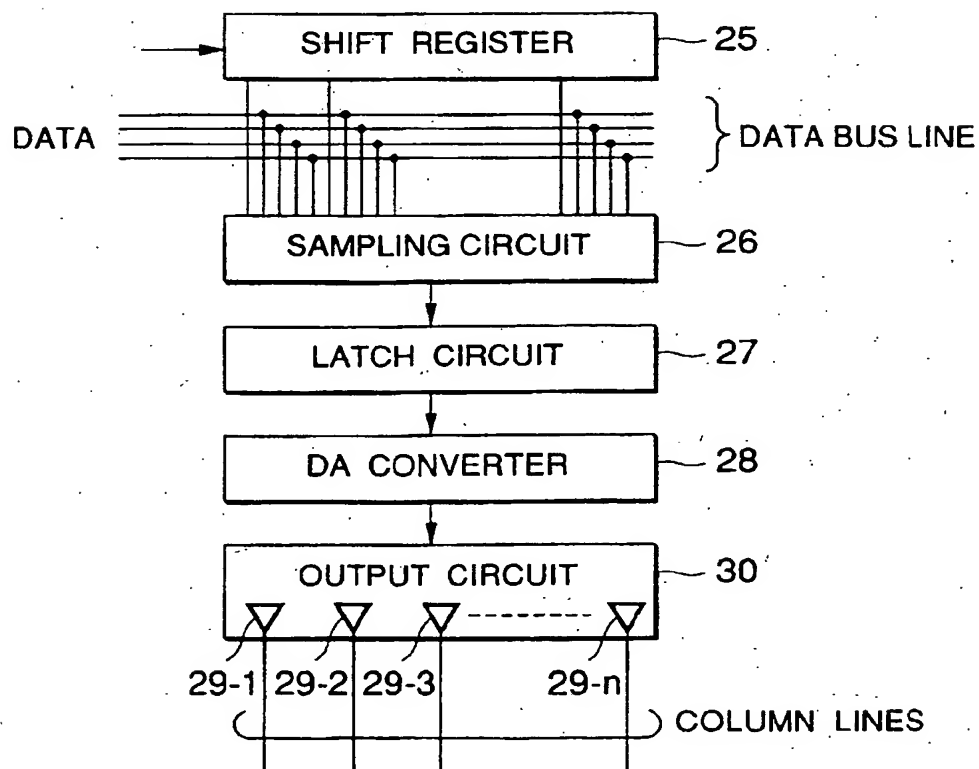 SHIFT REGISTER
25
DATA
DATA BUS LINE
SAMPLING CIRCUIT
26
LATCH CIRCUIT
27
DA CONVERTER
28
OUTPUT CIRCUIT
30
29-1 29-2 29-3 29-n
COLUMN LINES